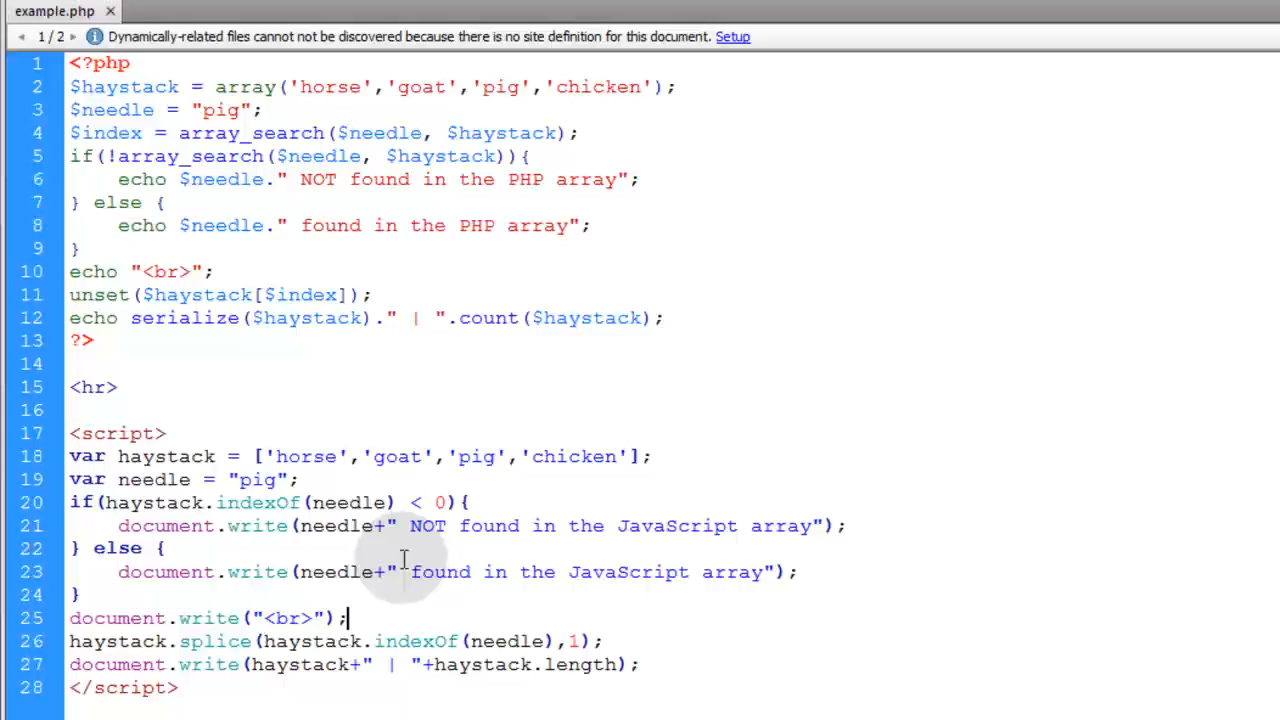 example.php ×
1 / 2 Dynamically-related files cannot not be discovered because there is no site definition for this document. Setup
1 <?php
2 $haystack = array('horse','goat','pig','chicken');
3 $needle = "pig";
4 $index = array_search($needle, $haystack);
5 if(!array_search($needle, $haystack)){
6 echo $needle." NOT found in the PHP array";
7 } else {
8 echo $needle." found in the PHP array";
9 }
10 echo "<br>";
11 unset($haystack[$index]);
12 echo serialize($haystack)." | ".count($haystack);
13 ?>
14
15 <hr>
16
17 <script>
18 var haystack = ['horse','goat','pig','chicken'];
19 var needle = "pig";
20 if(haystack.indexOf(needle) < 0){
21 document.write(needle+" NOT found in the JavaScript array");
22 } else {
23 document.write(needle+" found in the JavaScript array");
24 }
25 document.write("<br>");
26 haystack.splice(haystack.indexOf(needle),1);
27 document.write(haystack+" | "+haystack.length);
28 </script>